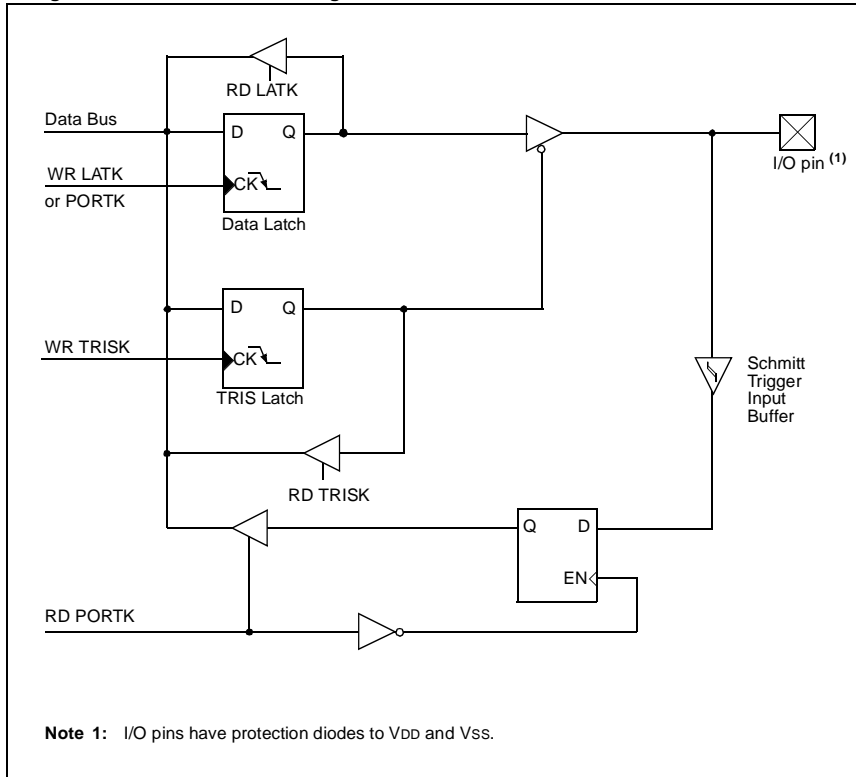 RD LATK
Data Bus
D Q
WR LATK
or PORTK
CK
Data Latch
I/O pin (1)
D Q
WR TRISK
CK
TRIS Latch
Schmitt
Trigger
Input
Buffer
RD TRISK
Q D
EN
RD PORTK
Note 1: I/O pins have protection diodes to VDD and VSS.